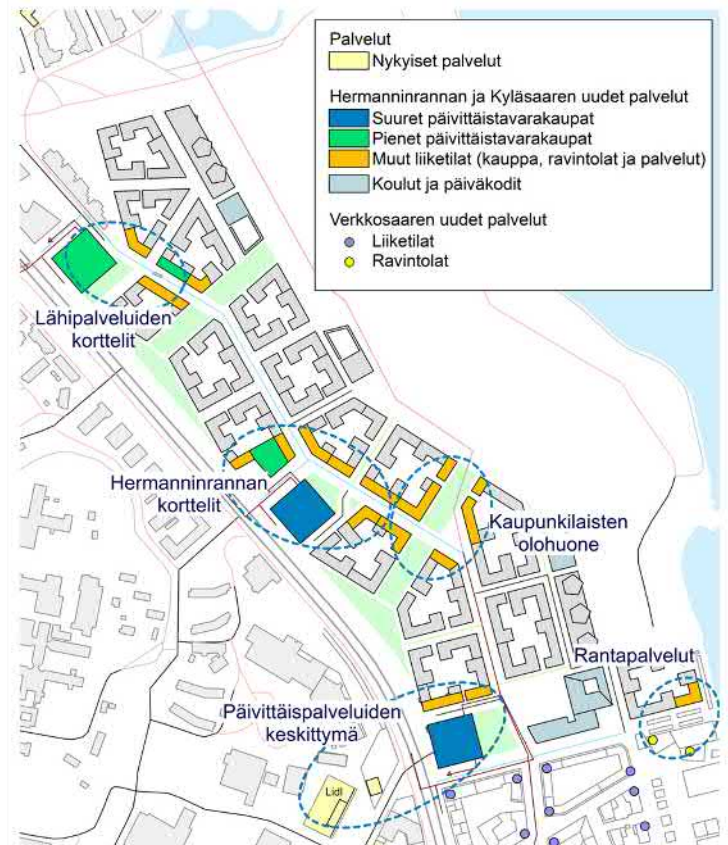 Palvelut
Nykyiset palvelut
Hermanninrannan ja Kyläsaaren uudet palvelut
Suuret päivittäistavarakaupat
Pienet päivittäistavarakaupat
Muut liiketilat (kauppa, ravintolat ja palvelut)
Koulut ja päiväkodit
Verkkosaaren uudet palvelut
Liiketilat
Ravintolat
Lähipalveluiden
korttelit
Hermanninrannan
korttelit
Kaupunkilaisten
olohuone
Rantapalvelut
Päivittäispalveluiden
keskittymä
Lidl